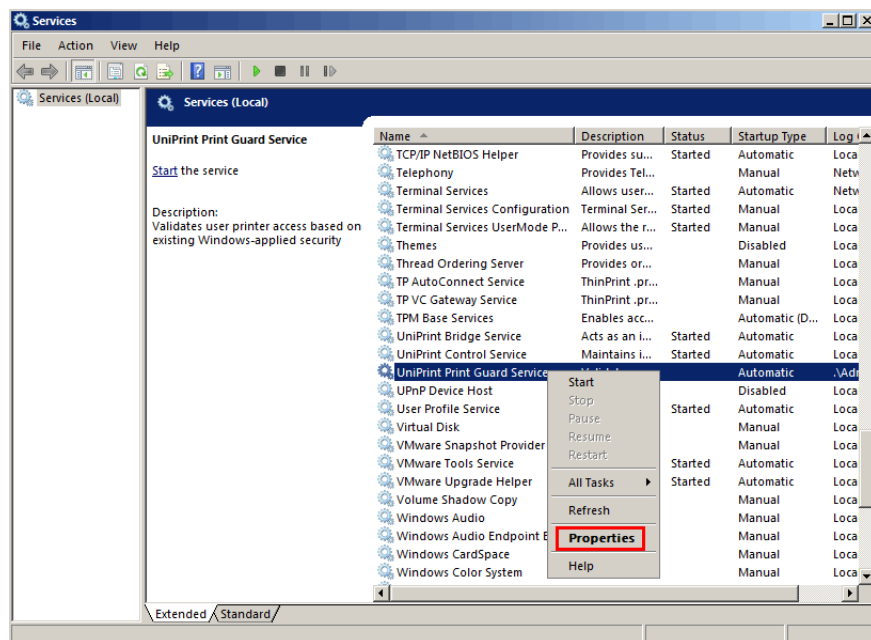 Services
File Action View Help
Services (Local)
Services (Local)
UniPrint Print Guard Service
Start the service
Description:
Validates user printer access based on
existing Windows-applied security
Name Description Status Startup Type Log
TCP/IP NetBIOS Helper Provides su... Started Automatic Loca
Telephony Provides Tel... Manual Netw
Terminal Services Allows user... Started Automatic Netw
Terminal Services Configuration Terminal Ser... Started Manual Loca
Terminal Services UserMode P... Allows the r... Started Manual Loca
Themes Provides us... Disabled Loca
Thread Ordering Server Provides or... Manual Loca
TP AutoConnect Service ThinPrint .pr... Manual Loca
TP VC Gateway Service ThinPrint .pr... Manual Loca
TPM Base Services Enables acc... Automatic (D... Loca
UniPrint Bridge Service Acts as an i... Started Automatic Loca
UniPrint Control Service Maintains i... Started Automatic Loca
UniPrint Print Guard Service Automatic .\Adr
UPnP Device Host Disabled Loca
User Profile Service Started Automatic Loca
Virtual Disk Manual Loca
VMware Snapshot Provider Manual Loca
VMware Tools Service Started Automatic Loca
VMware Upgrade Helper Started Automatic Loca
Volume Shadow Copy Manual Loca
Windows Audio Manual Loca
Windows Audio Endpoint B Manual Loca
Windows CardSpace Manual Loca
Windows Color System Manual Loca
Start
Stop
Pause
Resume
Restart
All Tasks
Refresh
Properties
Help
Extended Standard